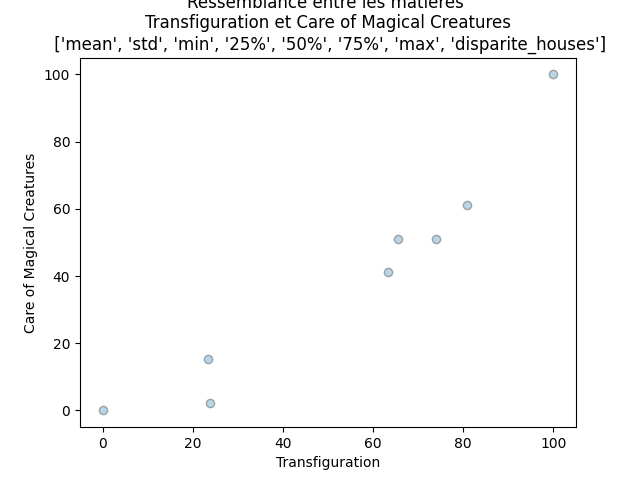 Ressemblance entre les matières
Transfiguration et Care of Magical Creatures
['mean', 'std', 'min', '25%', '50%', '75%', 'max', 'disparite_houses']
100
80
60
40
20
0
Care of Magical Creatures
0 20 40 60 80 100
Transfiguration